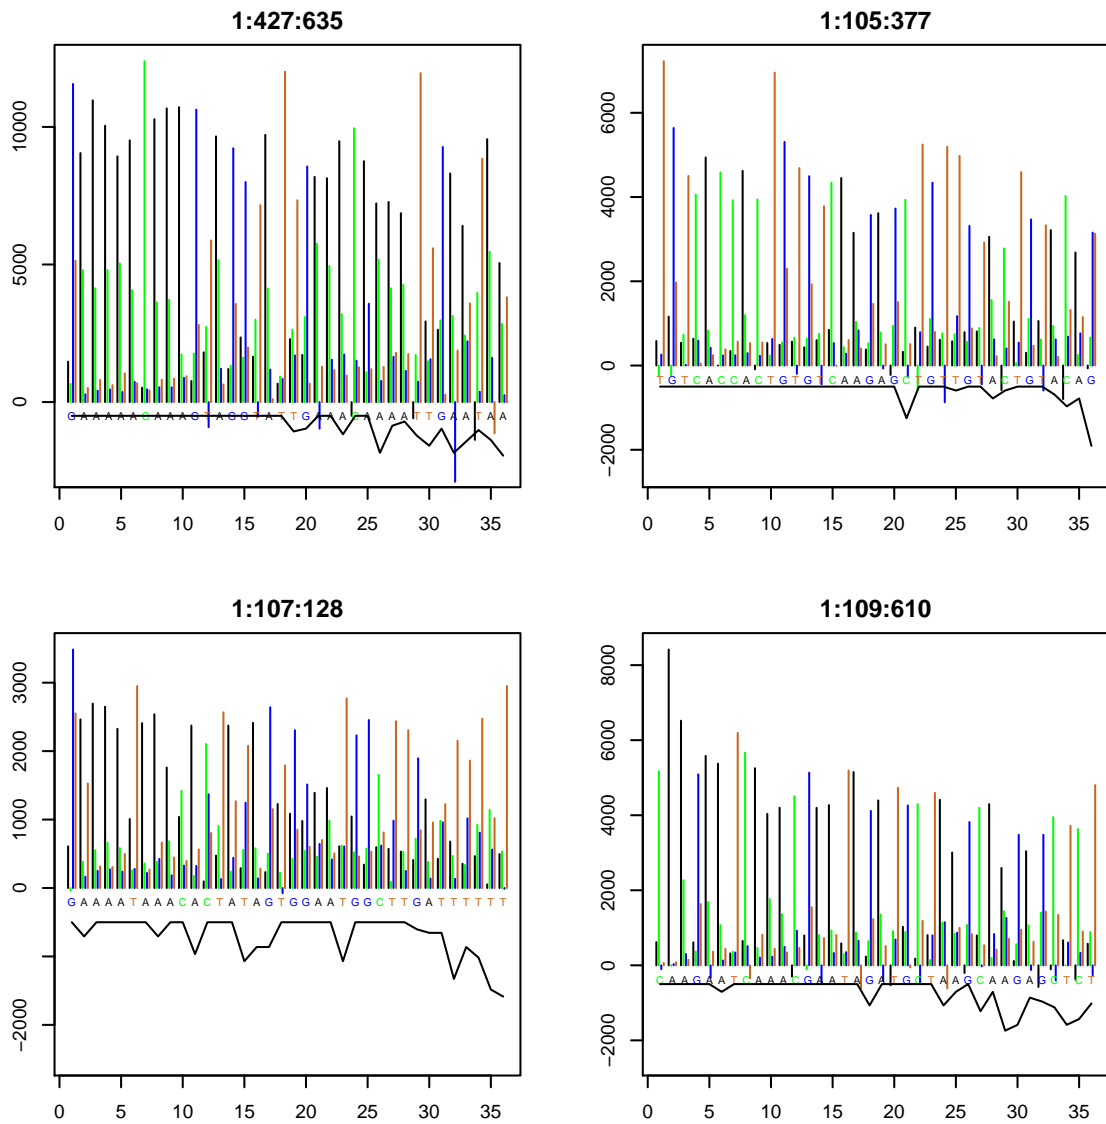 1:427:635
10000
5000
0
GAAAAACAAAGTAGGTATTGAAACAAAATTGAATAA
0 5 10 15 20 25 30 35
1:105:377
6000
4000
2000
0
TGTCACCACTGTGTCAAGAGCTGTTGTACTGTACAG
−2000
0 5 10 15 20 25 30 35
1:107:128
3000
2000
1000
0
GAAAATAAACACTATAGTGGAATGGCTTGATTTTTT
−2000
0 5 10 15 20 25 30 35
1:109:610
8000
6000
4000
2000
0
CAAGAATCAAACGAATAGATGCTAAGCAAGAGCTCT
−2000
0 5 10 15 20 25 30 35